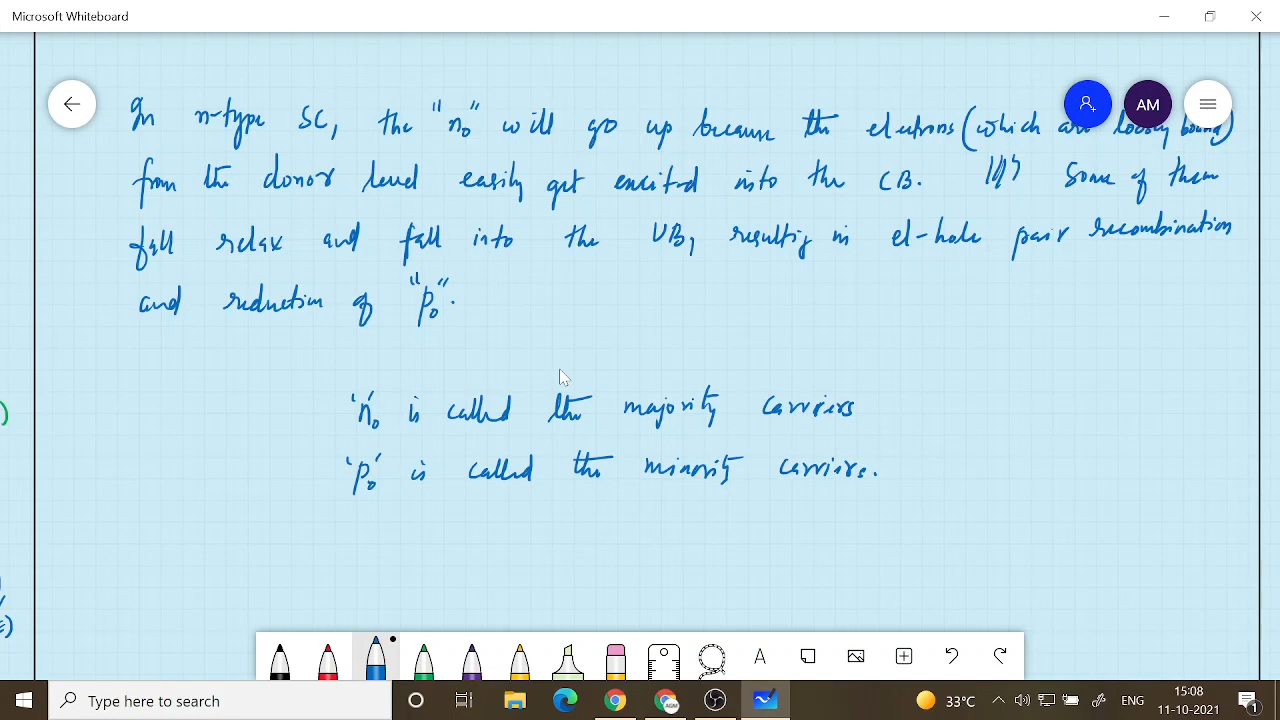 Microsoft Whiteboard
In n-type SC, the "n₀" will go up because the electrons (which are loosely bound)
AM
from the donor level easily get excited into the CB. |||ly Some of them
fall relax and fall into the VB, resulting in el-hole pair recombination
and reduction of "p₀".
'n₀' is called the majority carriers
'p₀' is called the minority carriers.
)
E)
A
Type here to search
AGM
33°C
ENG
15:08
11-10-2021
1